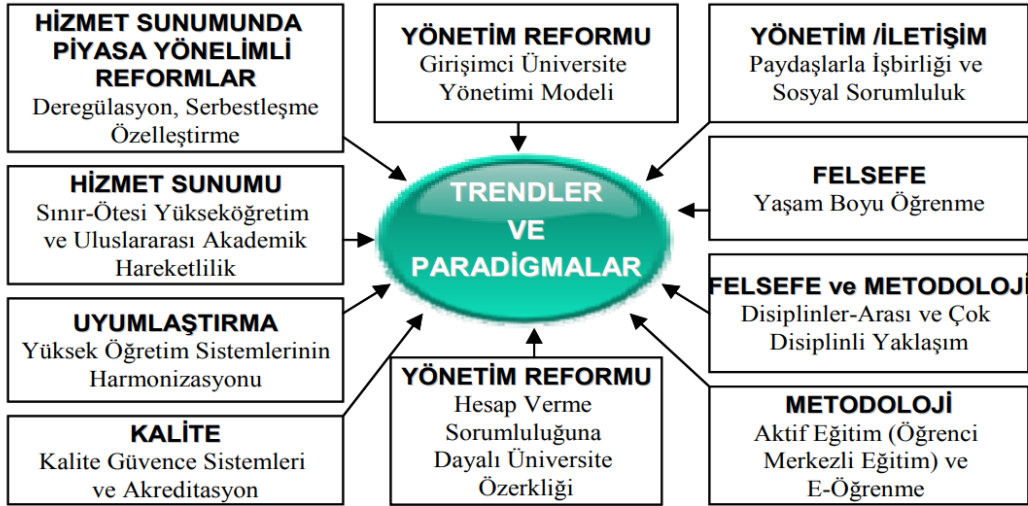 HİZMET SUNUMUNDA
PİYASA YÖNELİMLİ
REFORMLAR
Deregülasyon, Serbestleşme
Özelleştirme
YÖNETİM REFORMU
Girişimci Üniversite
Yönetimi Modeli
YÖNETİM /İLETİŞİM
Paydaşlarla İşbirliği ve
Sosyal Sorumluluk
HİZMET SUNUMU
Sınır-Ötesi Yükseköğretim
ve Uluslararası Akademik
Hareketlilik
TRENDLER
VE
PARADİGMALAR
FELSEFE
Yaşam Boyu Öğrenme
UYUMLAŞTIRMA
Yüksek Öğretim Sistemlerinin
Harmonizasyonu
FELSEFE ve METODOLOJİ
Disiplinler-Arası ve Çok
Disiplinli Yaklaşım
KALİTE
Kalite Güvence Sistemleri
ve Akreditasyon
YÖNETİM REFORMU
Hesap Verme
Sorumluluğuna
Dayalı Üniversite
Özerkliği
METODOLOJİ
Aktif Eğitim (Öğrenci
Merkezli Eğitim) ve
E-Öğrenme